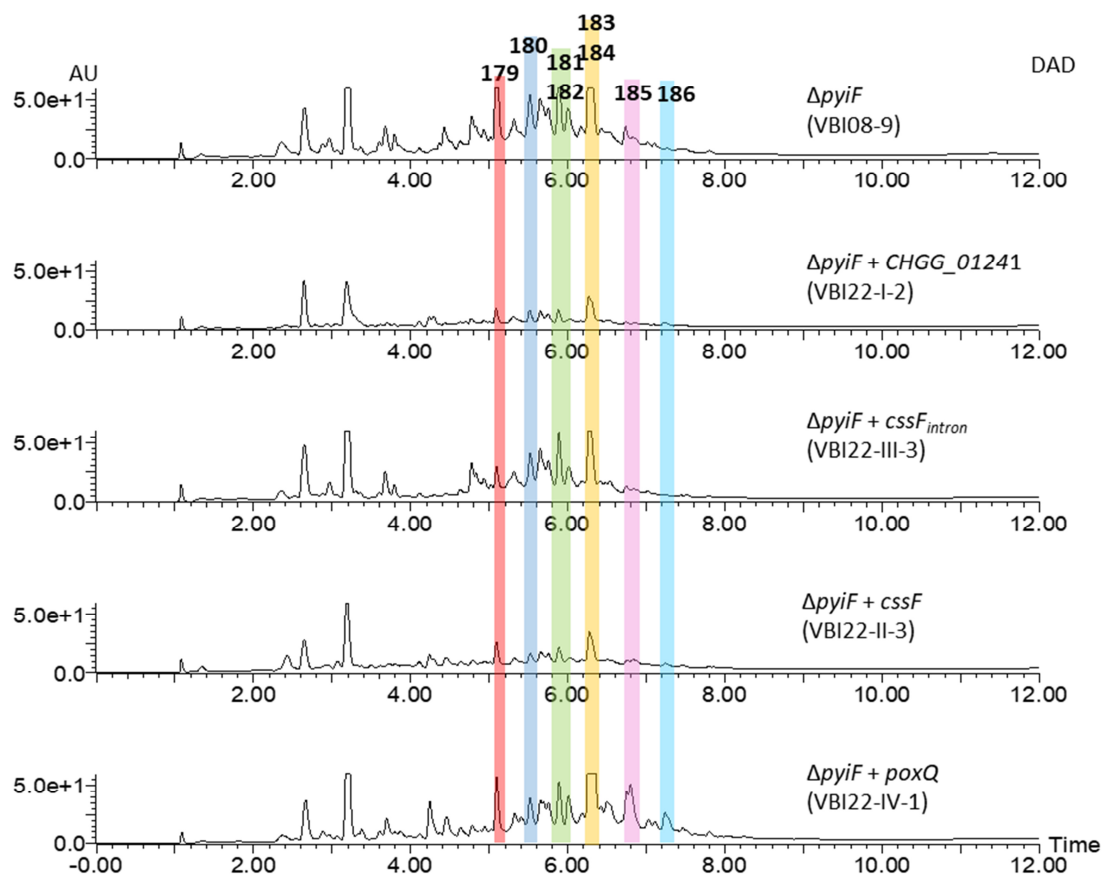 183
180 184
AU 179 181 DAD
182 185 186
5.0e+1
ΔpyiF
(VBI08-9)
0.0
2.00 4.00 6.00 8.00 10.00 12.00
ΔpyiF + CHGG_01241
(VBI22-I-2)
5.0e+1
0.0
2.00 4.00 6.00 8.00 10.00 12.00
ΔpyiF + cssFintron
(VBI22-III-3)
5.0e+1
0.0
2.00 4.00 6.00 8.00 10.00 12.00
ΔpyiF + cssF
(VBI22-II-3)
5.0e+1
0.0
2.00 4.00 6.00 8.00 10.00 12.00
ΔpyiF + poxQ
(VBI22-IV-1)
5.0e+1
0.0
Time
-0.00 2.00 4.00 6.00 8.00 10.00 12.00